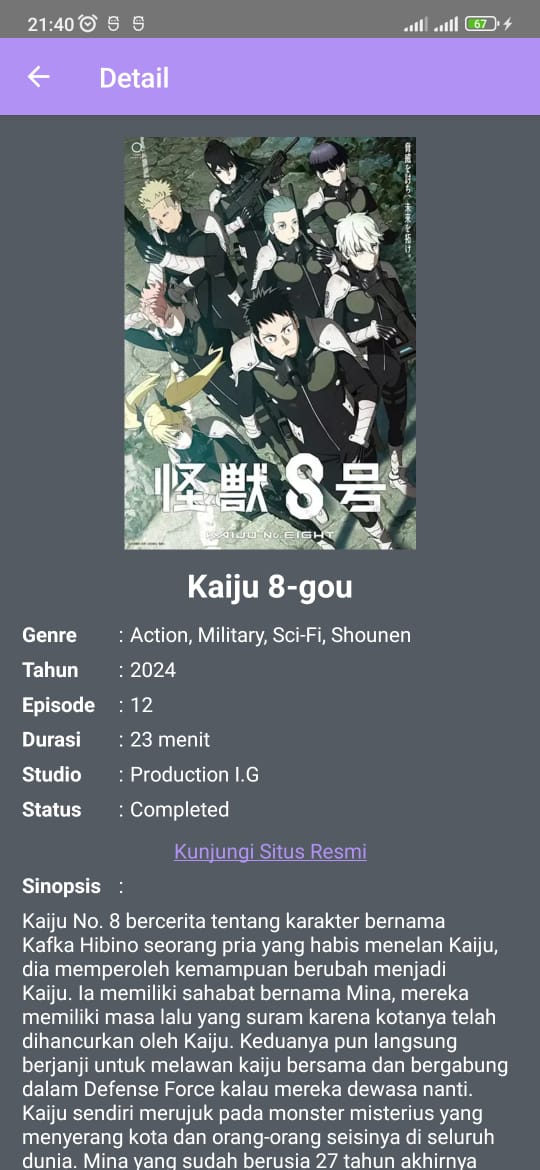 21:40
67
Detail
脅威を討ち、未来を拓け。
怪獣8号
KAIJU No. EIGHT
Kaiju 8-gou
Genre : Action, Military, Sci-Fi, Shounen
Tahun : 2024
Episode : 12
Durasi : 23 menit
Studio : Production I.G
Status : Completed
Kunjungi Situs Resmi
Sinopsis :
Kaiju No. 8 bercerita tentang karakter bernama
Kafka Hibino seorang pria yang habis menelan Kaiju,
dia memperoleh kemampuan berubah menjadi
Kaiju. Ia memiliki sahabat bernama Mina, mereka
memiliki masa lalu yang suram karena kotanya telah
dihancurkan oleh Kaiju. Keduanya pun langsung
berjanji untuk melawan kaiju bersama dan bergabung
dalam Defense Force kalau mereka dewasa nanti.
Kaiju sendiri merujuk pada monster misterius yang
menyerang kota dan orang-orang seisinya di seluruh
dunia. Mina yang sudah berusia 27 tahun akhirnya